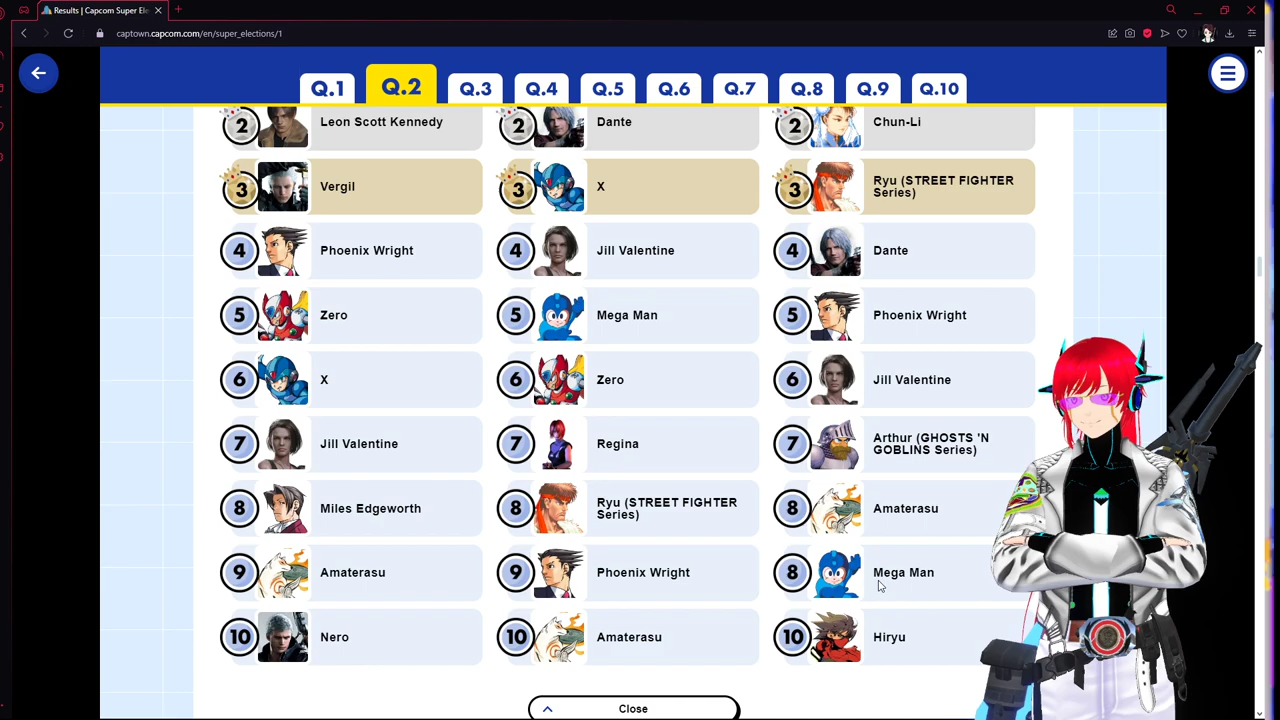 Results | Capcom Super Ele
captown.capcom.com/en/super_elections/1
Q.1 Q.2 Q.3 Q.4 Q.5 Q.6 Q.7 Q.8 Q.9 Q.10
2 Leon Scott Kennedy
3 Vergil
4 Phoenix Wright
5 Zero
6 X
7 Jill Valentine
8 Miles Edgeworth
9 Amaterasu
10 Nero
2 Dante
3 X
4 Jill Valentine
5 Mega Man
6 Zero
7 Regina
8 Ryu (STREET FIGHTER
Series)
9 Phoenix Wright
10 Amaterasu
2 Chun-Li
3 Ryu (STREET FIGHTER
Series)
4 Dante
5 Phoenix Wright
6 Jill Valentine
7 Arthur (GHOSTS 'N
GOBLINS Series)
8 Amaterasu
8 Mega Man
10 Hiryu
Close